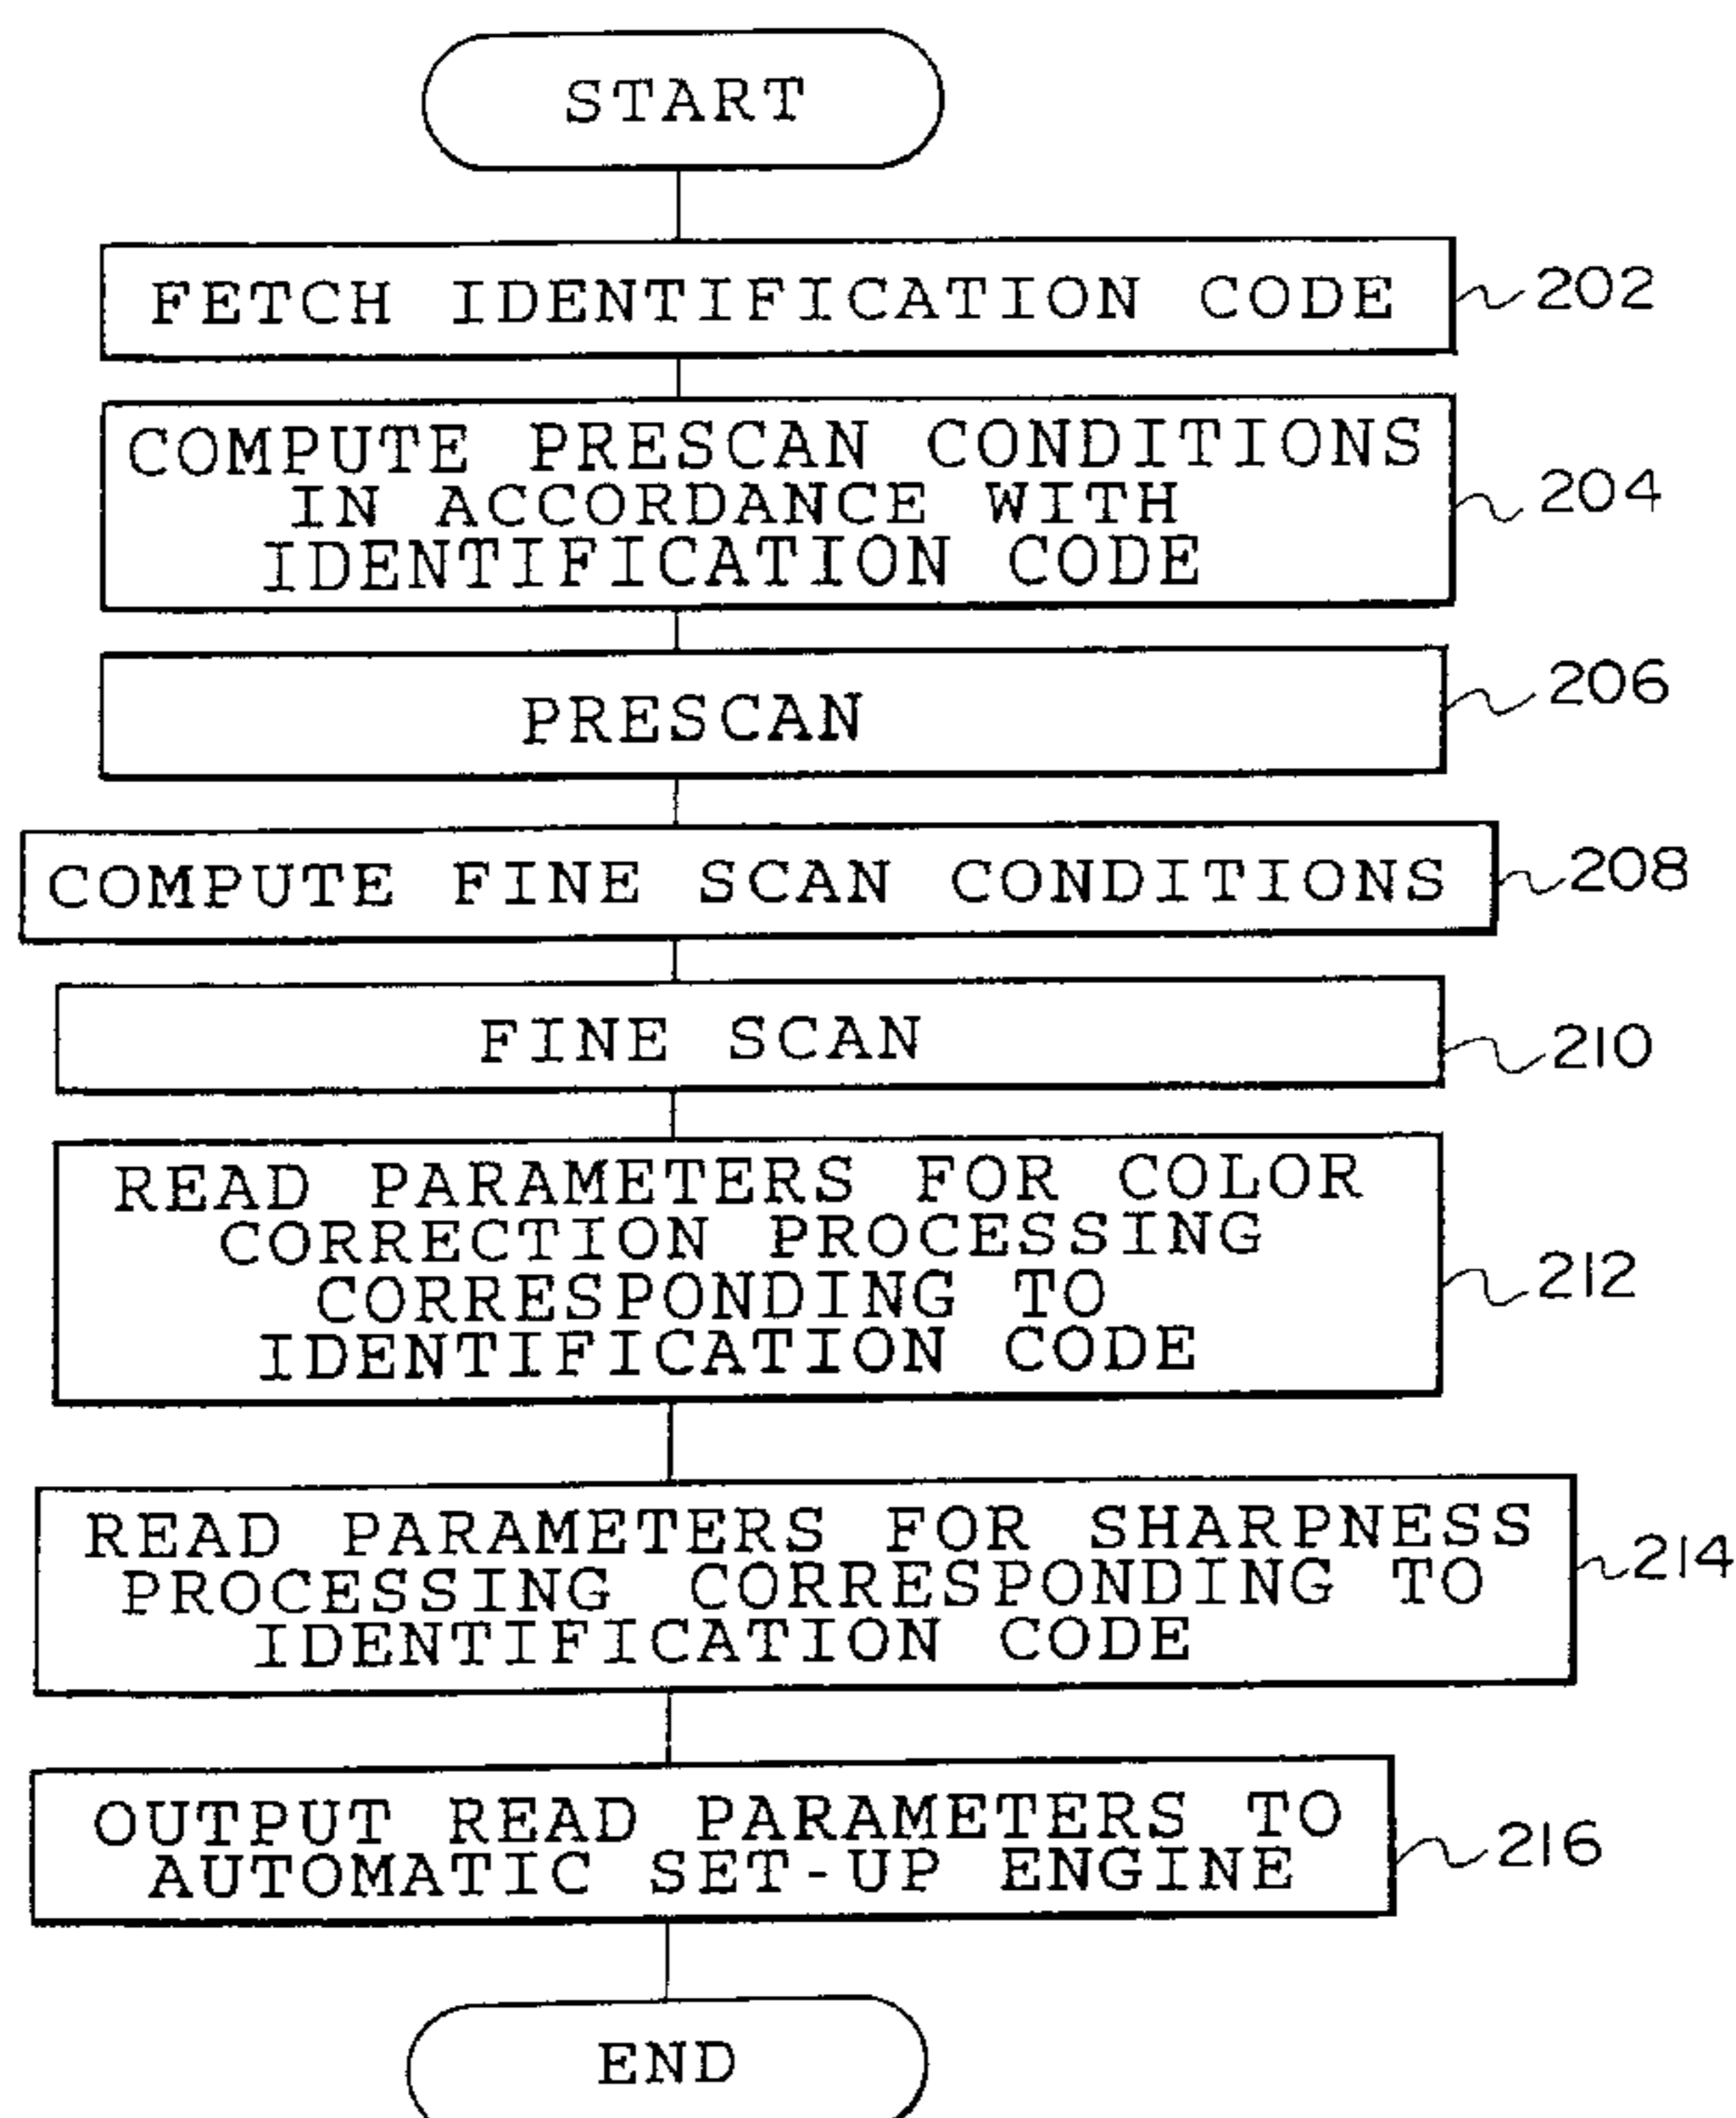 START
FETCH IDENTIFICATION CODE
202
COMPUTE PRESCAN CONDITIONS
IN ACCORDANCE WITH
IDENTIFICATION CODE
204
PRESCAN
206
COMPUTE FINE SCAN CONDITIONS
208
FINE SCAN
210
READ PARAMETERS FOR COLOR
CORRECTION PROCESSING
CORRESPONDING TO
IDENTIFICATION CODE
212
READ PARAMETERS FOR SHARPNESS
PROCESSING CORRESPONDING TO
IDENTIFICATION CODE
214
OUTPUT READ PARAMETERS TO
AUTOMATIC SET-UP ENGINE
216
END